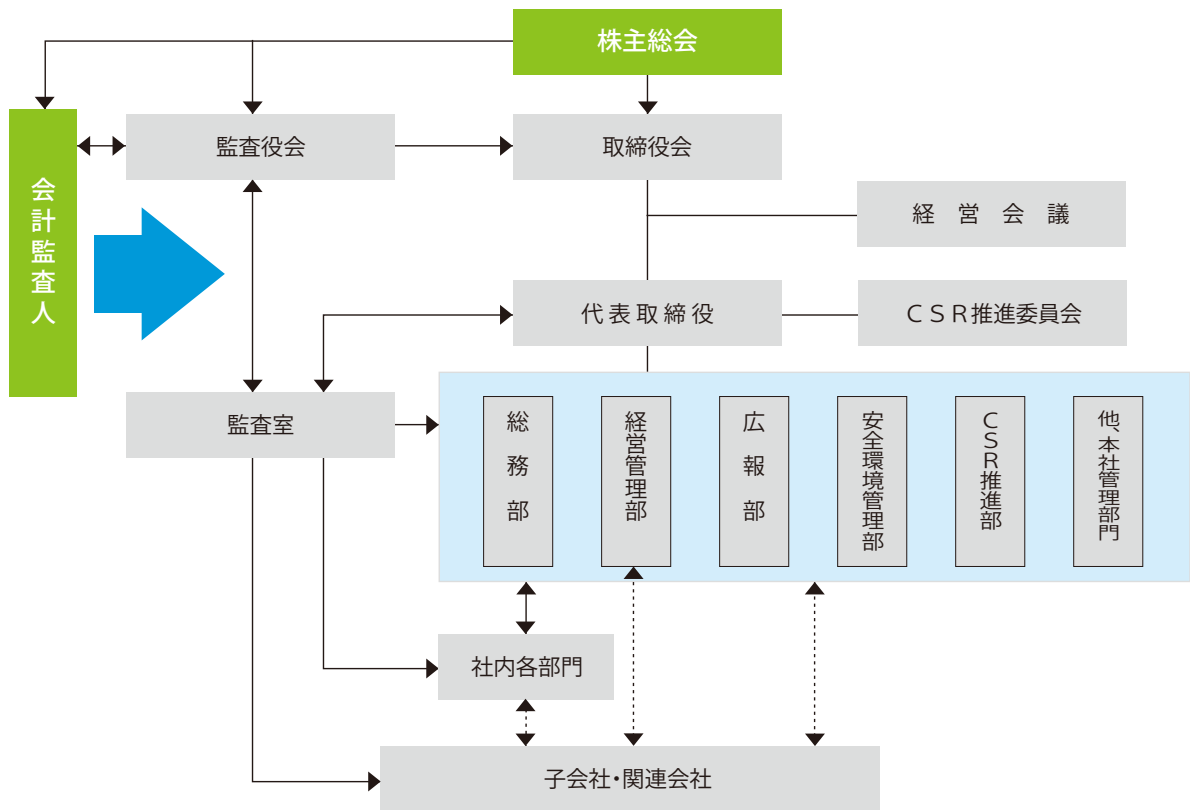 株主総会
会計監査人
監査役会
取締役会
経営会議
代表取締役
ＣＳＲ推進委員会
監査室
総務部
経営管理部
広報部
安全環境管理部
ＣＳＲ推進部
他、本社管理部門
社内各部門
子会社・関連会社